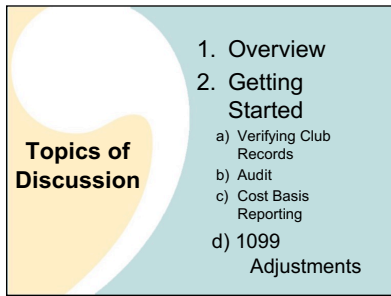 Topics of
Discussion
1. Overview
2. Getting
Started
a) Verifying Club
Records
b) Audit
c) Cost Basis
Reporting
d) 1099
Adjustments